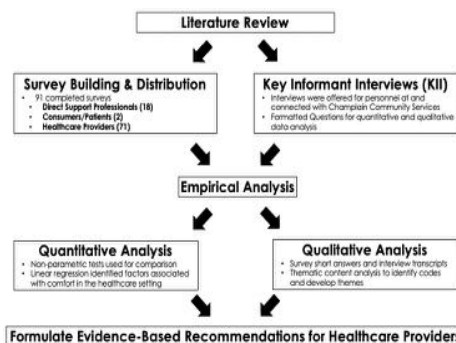 Literature Review
Survey Building & Distribution
• 91 completed surveys
• Direct Support Professionals (18)
• Consumers/Patients (2)
• Healthcare Providers (71)
Key Informant Interviews (KII)
• Interviews were offered for personnel at and
connected with Champlain Community Services
• Formatted Questions for quantitative and qualitative
data analysis
Empirical Analysis
Quantitative Analysis
• Non-parametric tests used for comparison
• Linear regression identified factors associated
with comfort in the healthcare setting
Qualitative Analysis
• Survey short answers and interview transcripts
• Thematic content analysis to identify codes
and develop themes
Formulate Evidence-Based Recommendations for Healthcare Providers